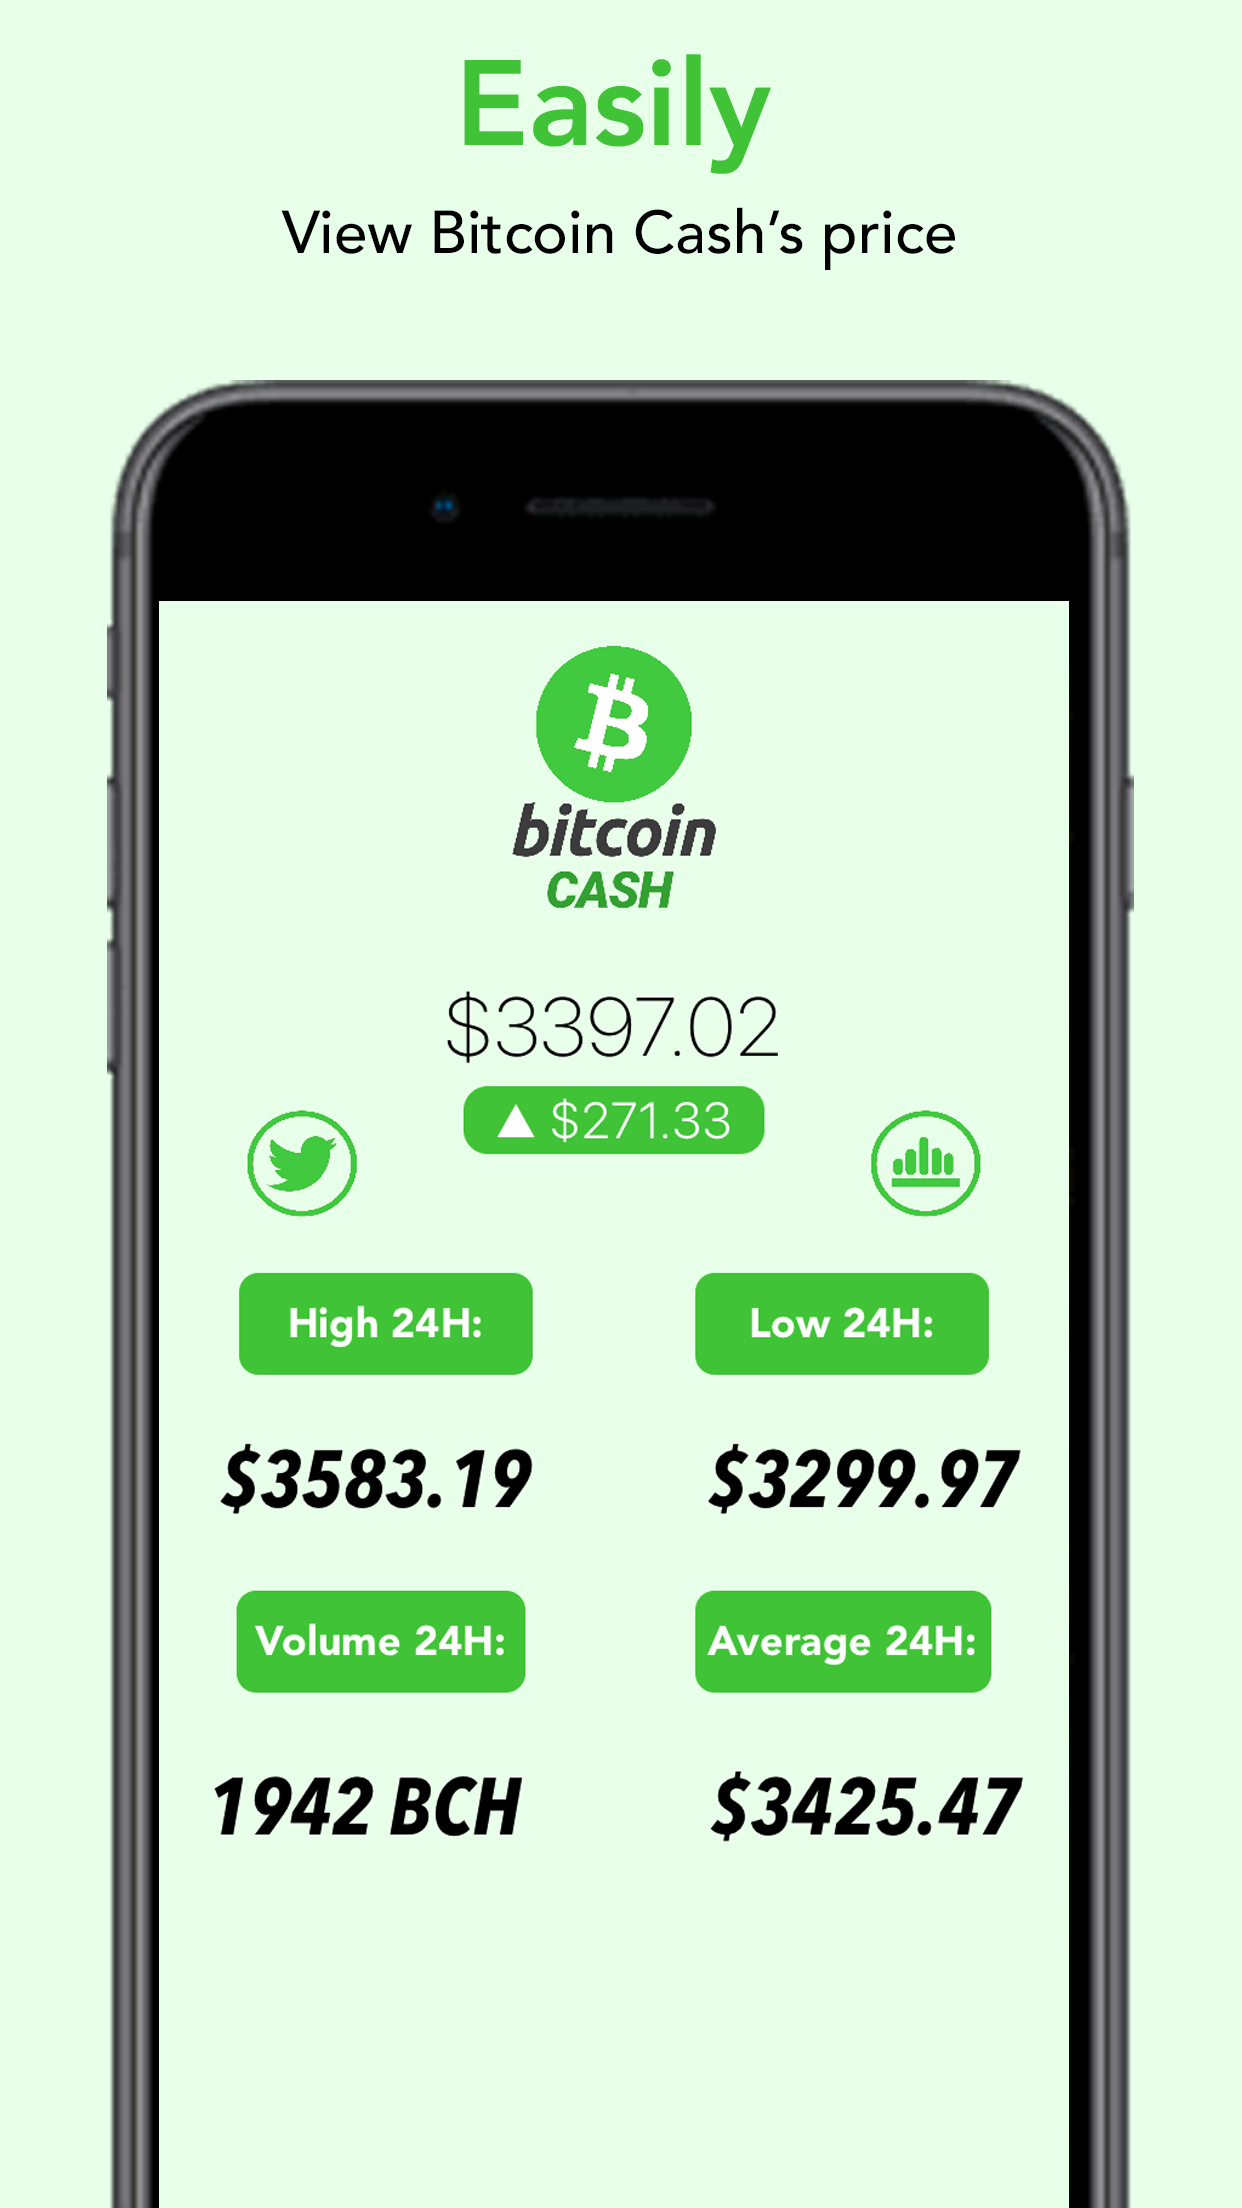 Easily
View Bitcoin Cash’s price
bitcoin
CASH
$3397.02
▲ $271.33
High 24H:
Low 24H:
$3583.19
$3299.97
Volume 24H:
Average 24H:
1942 BCH
$3425.47